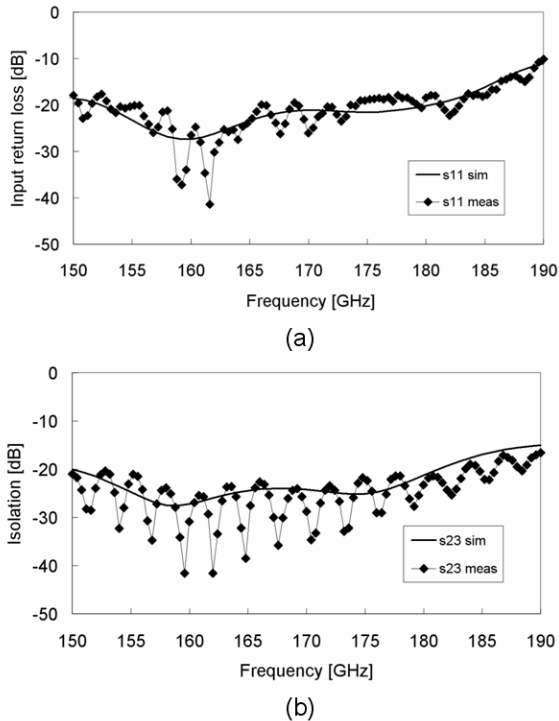 0
-10
-20
-30
-40
-50
Input return loss [dB]
s11 sim
s11 meas
150 155 160 165 170 175 180 185 190
Frequency [GHz]
(a)
0
-10
-20
-30
-40
-50
Isolation [dB]
s23 sim
s23 meas
150 155 160 165 170 175 180 185 190
Frequency [GHz]
(b)